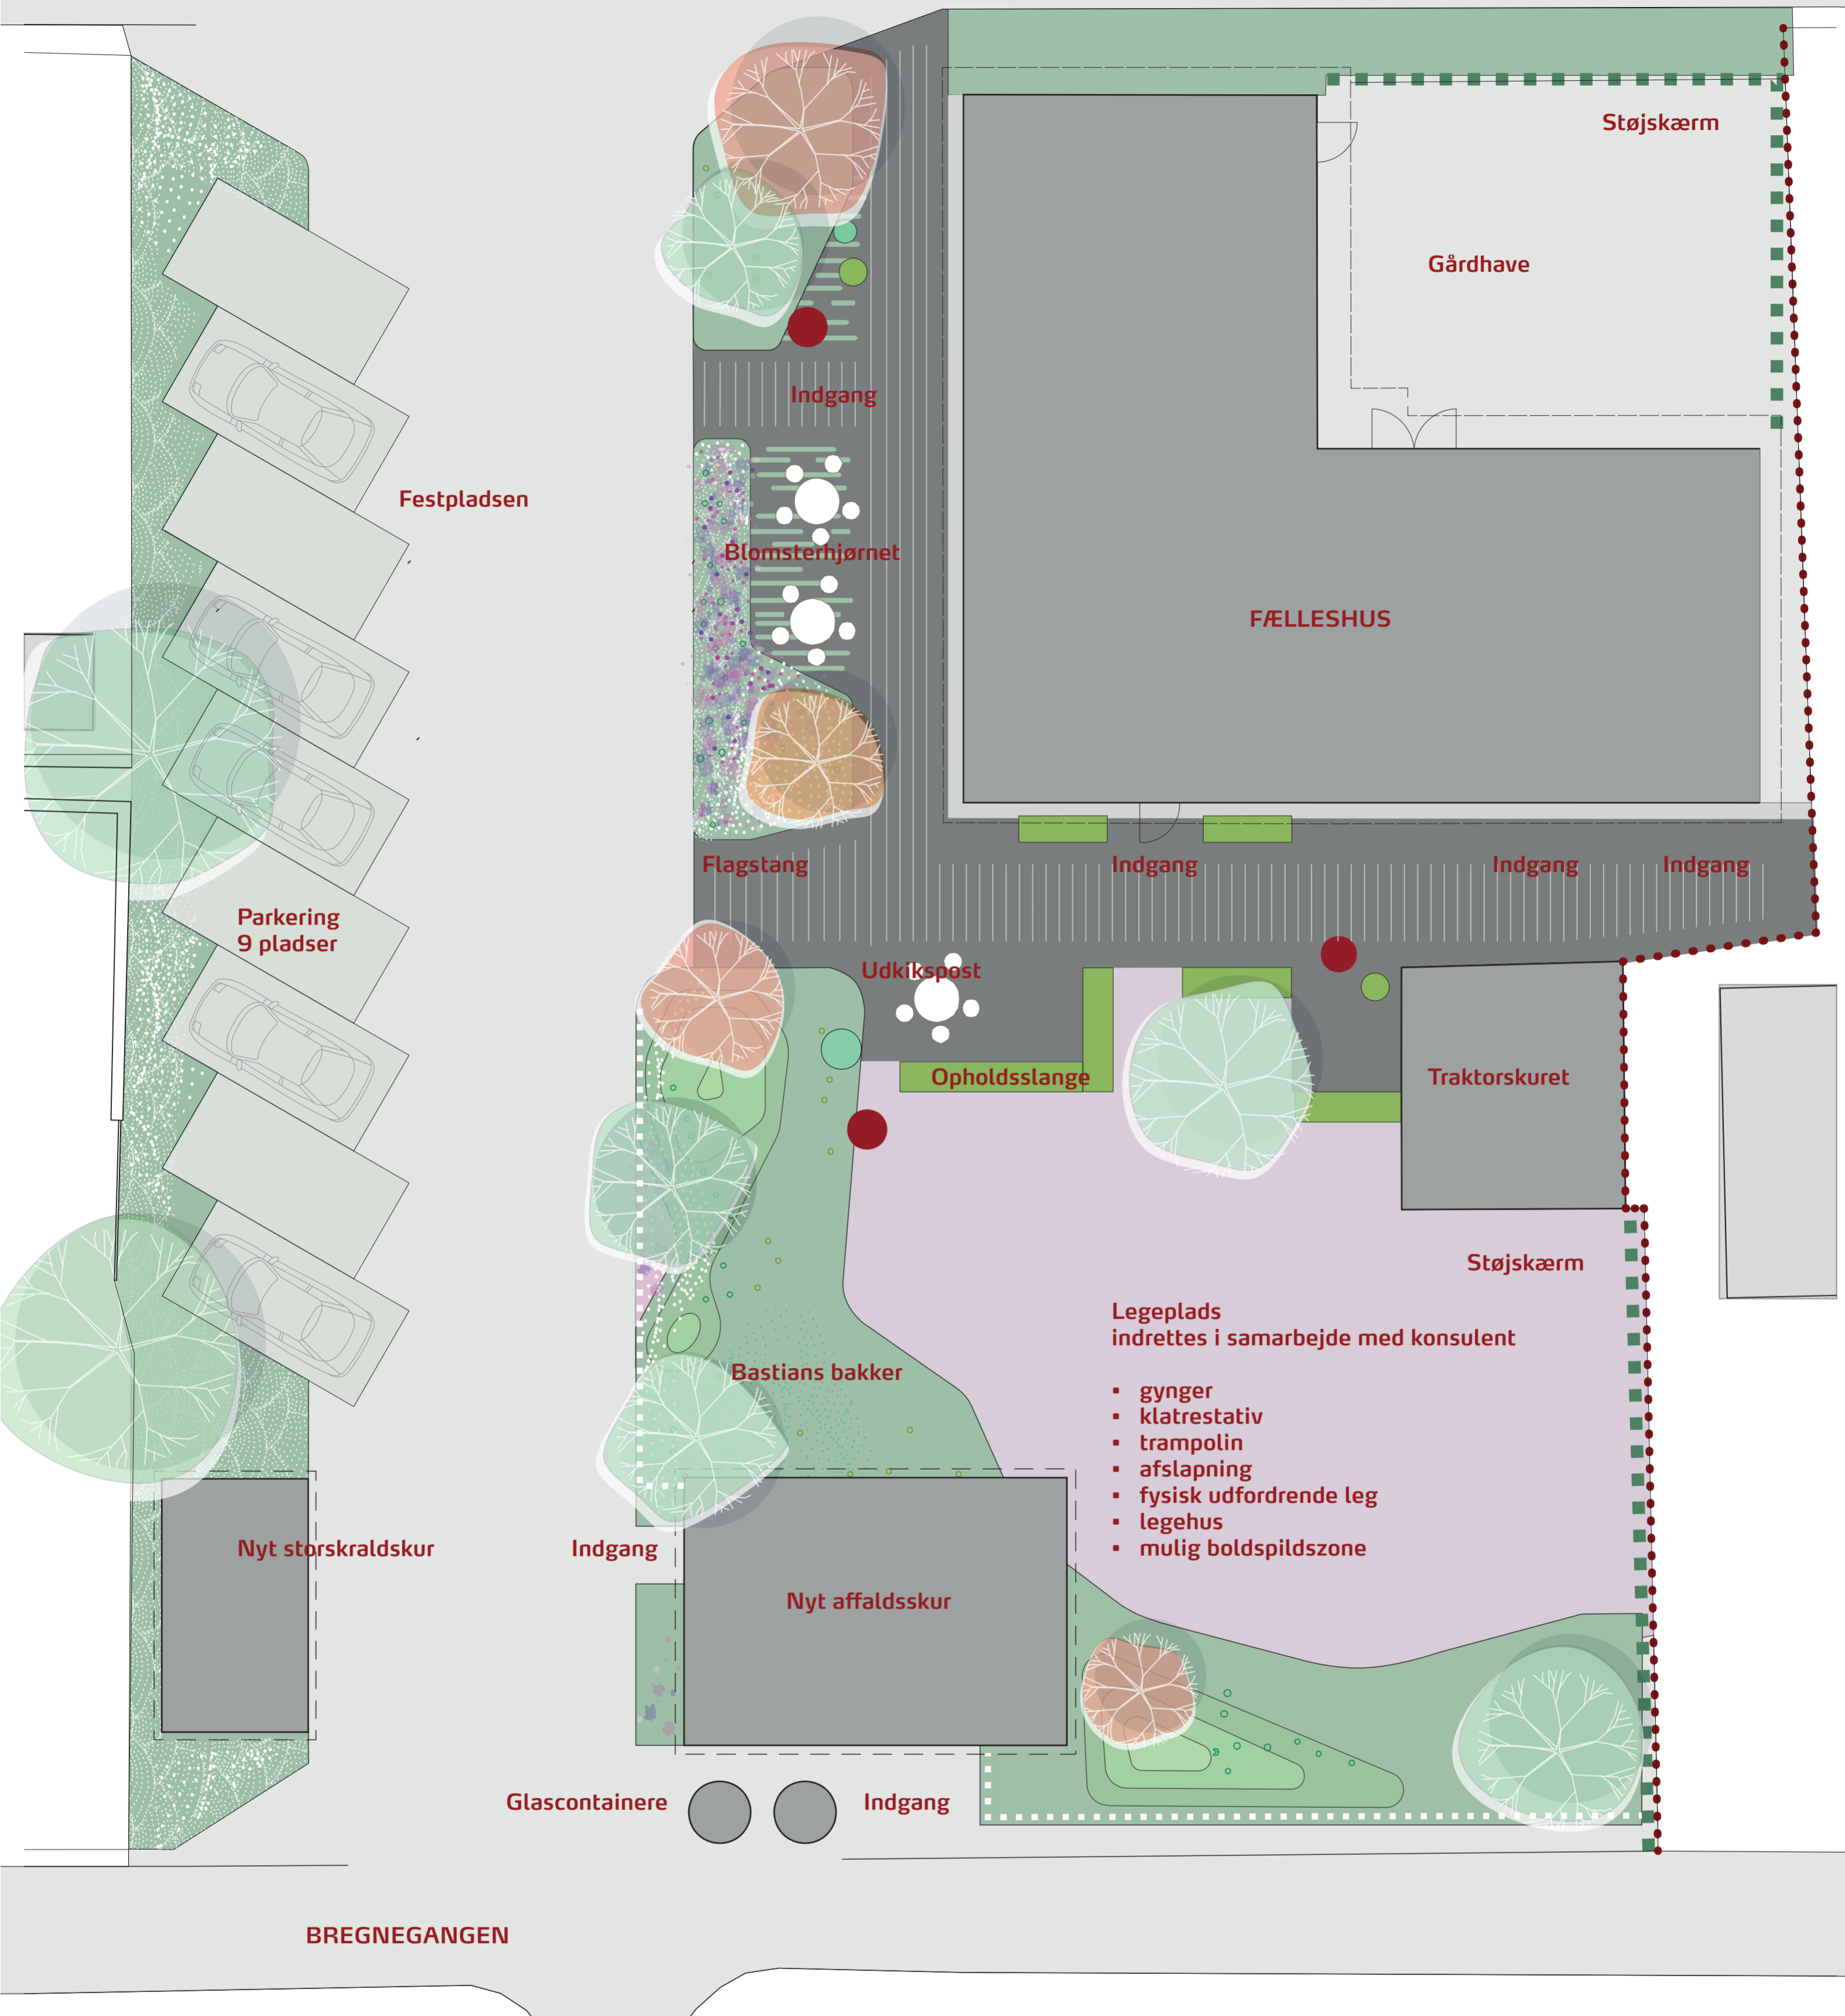 Støjskærm
Gårdhave
Indgang
Festpladsen
Blomsterhjørnet
FÆLLESHUS
Flagstang
Indgang
Indgang
Indgang
Parkering
9 pladser
Udkikspost
Opholdsslange
Traktorskuret
Støjskærm
Legeplads
indrettes i samarbejde med konsulent
Bastians bakker
▪ gynger
▪ klatrestativ
▪ trampolin
▪ afslapning
▪ fysisk udfordrende leg
▪ legehus
▪ mulig boldspildszone
Nyt storskraldskur
Indgang
Nyt affaldsskur
Glascontainere
Indgang
BREGNEGANGEN